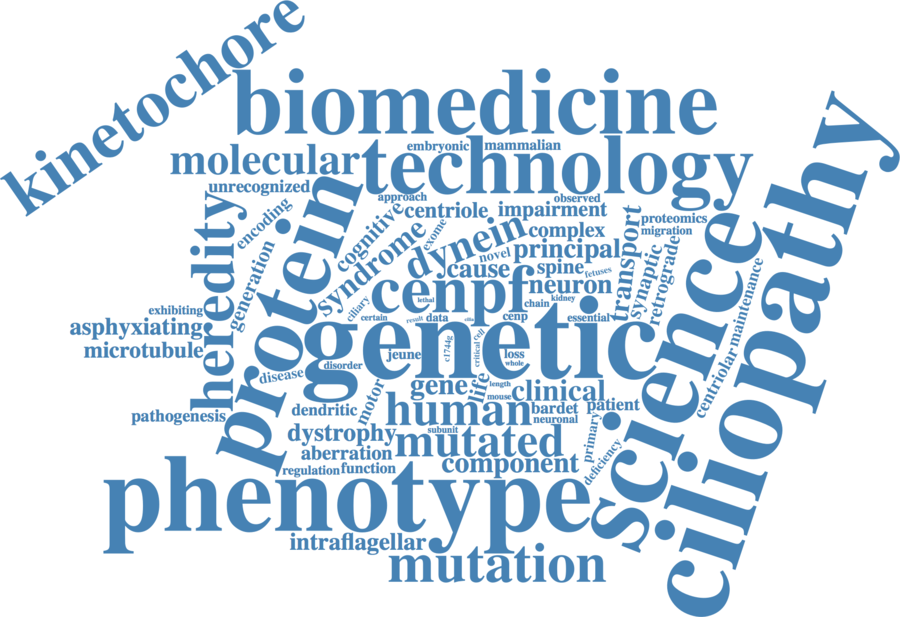 kinetochore
biomedicine
embryonic
mammalian
molecular
technology
unrecognized
approach
observed
encoding
cognitive
centriole
impairment
proteomics
exome
syndrome
dynein
complex
migration
heredity
protein
novel
principal
transport
generation
cause
spine
fetuses
synaptic
retrograde
science
ciliopathy
cenpf
neuron
maintenance
lethal
chain
kidney
exhibiting
ciliary
certain
result
data
cilia
cenp
essential
asphyxiating
genetic
cell
microtubule
jeune
c1744g
critical
loss
whole
centriolar
disorder
disease
gene
life
length
clinical
motor
mouse
pathogenesis
dendritic
human
bardet
patient
neuronal
dystrophy
subunit
mutated
primary
aberration
component
deficiency
regulation
function
phenotype
intraflagellar
mutation